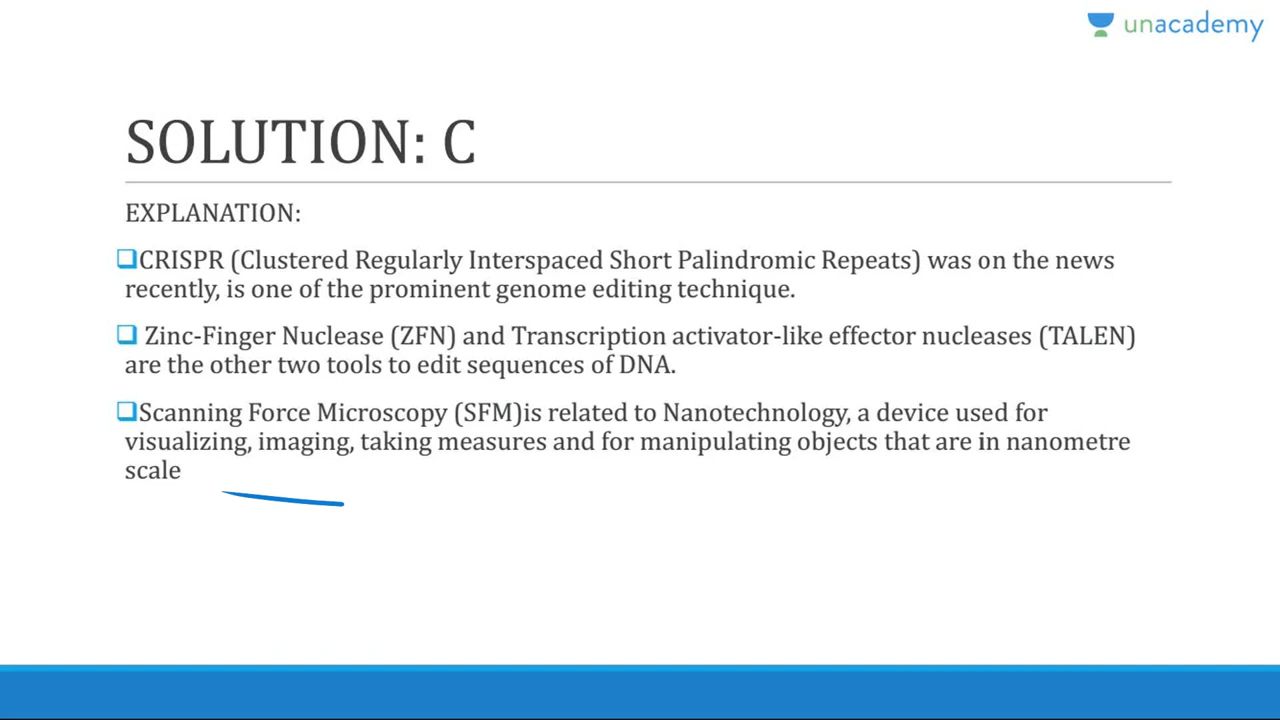 unacademy
SOLUTION: C
EXPLANATION:
CRISPR (Clustered Regularly Interspaced Short Palindromic Repeats) was on the news
recently, is one of the prominent genome editing technique.
Zinc-Finger Nuclease (ZFN) and Transcription activator-like effector nucleases (TALEN)
are the other two tools to edit sequences of DNA.
Scanning Force Microscopy (SFM)is related to Nanotechnology, a device used for
visualizing, imaging, taking measures and for manipulating objects that are in nanometre
scale